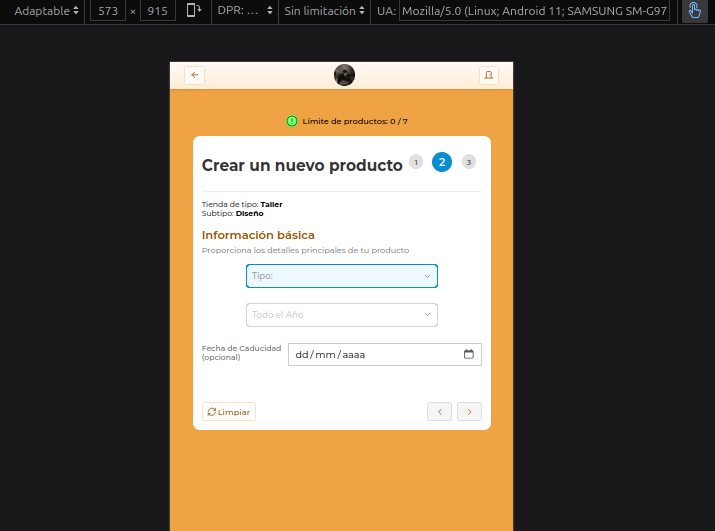 Adaptable 573 × 915 DPR: ... Sin limitación UA: Mozilla/5.0 (Linux; Android 11; SAMSUNG SM-G97
Límite de productos: 0 / 7
Crear un nuevo producto 1 2 3
Tienda de tipo: Taller
Subtipo: Diseño
Información básica
Proporciona los detalles principales de tu producto
Tipo:
Todo el Año
Fecha de Caducidad
(opcional)
dd/mm/aaaa
Limpiar